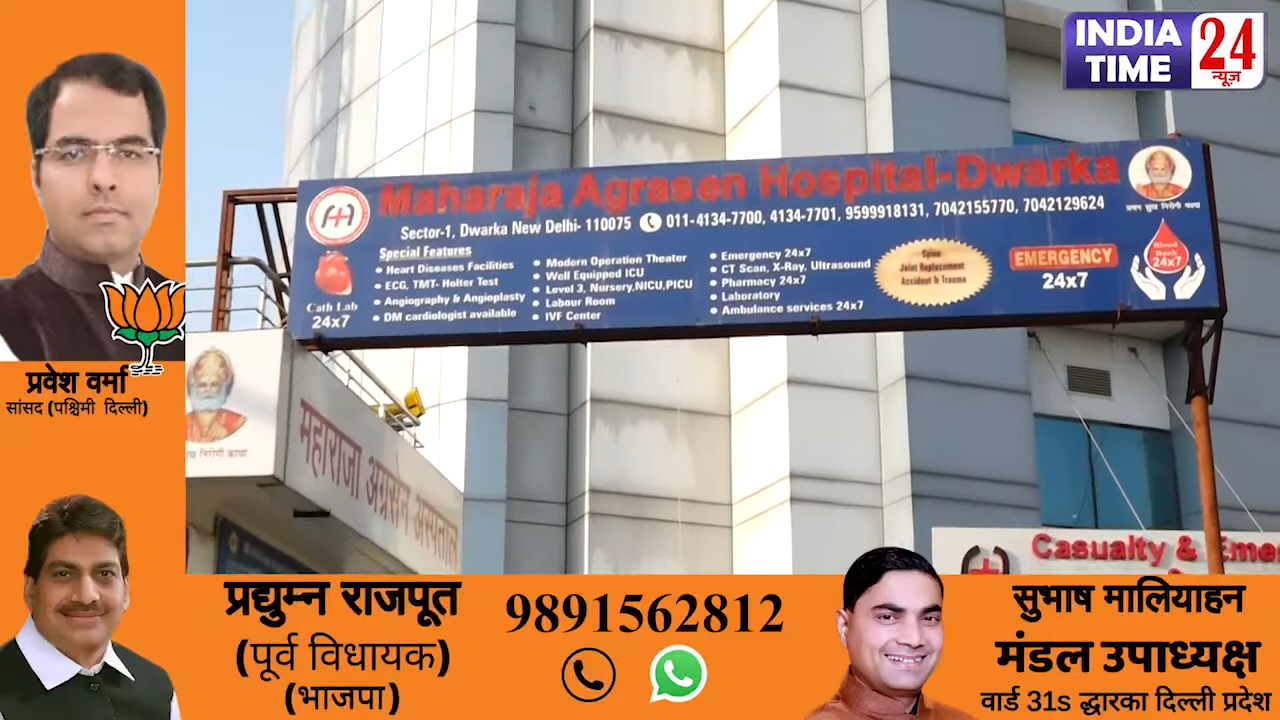 INDIA
TIME
24
न्यूज़
Maharaja Agrasen Hospital-Dwarka
Sector-1, Dwarka New Delhi- 110075 011-4134-7700, 4134-7701, 9599918131, 7042155770, 7042129624
Special Features
Heart Diseases Facilities
ECG, TMT- Holter Test
Angiography & Angioplasty
DM cardiologist available
Modern Operation Theater
Well Equipped ICU
Level 3, Nursery,NICU,PICU
Labour Room
IVF Center
Emergency 24x7
CT Scan, X-Ray, Ultrasound
Pharmacy 24x7
Laboratory
Ambulance services 24x7
Spine
Joint Replacement
Accident & Trauma
EMERGENCY
24x7
प्रथम सुख निरोगी काया
Blood
Bank
24x7
Cath Lab
24x7
निरोगी काया
महाराजा अग्रसेन अस्पताल
Casualty & Eme
प्रवेश वर्मा
सांसद (पश्चिमी दिल्ली)
प्रद्युम्न राजपूत
(पूर्व विधायक)
(भाजपा)
9891562812
सुभाष मालियाहन
मंडल उपाध्यक्ष
वार्ड 31s द्धारका दिल्ली प्रदेश